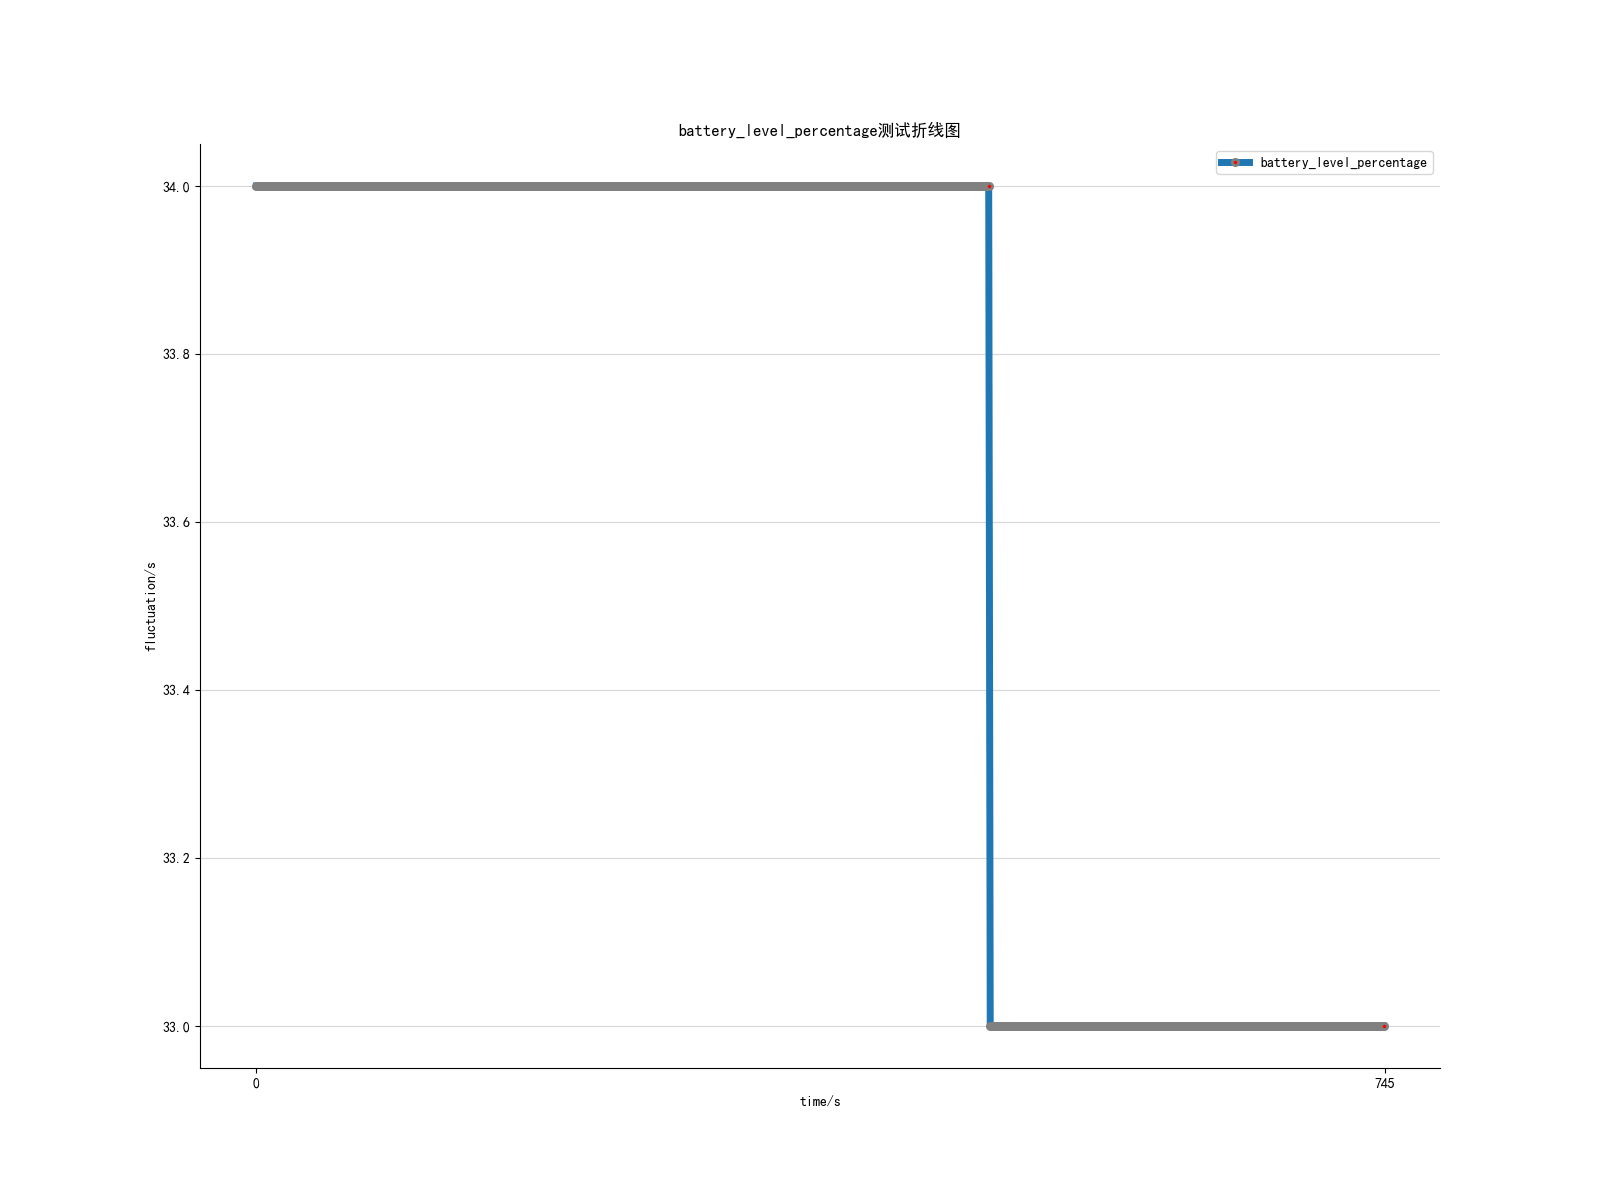 battery_level_percentage测试折线图
battery_level_percentage
34.0
33.8
33.6
33.4
33.2
33.0
fluctuation/s
0
745
time/s